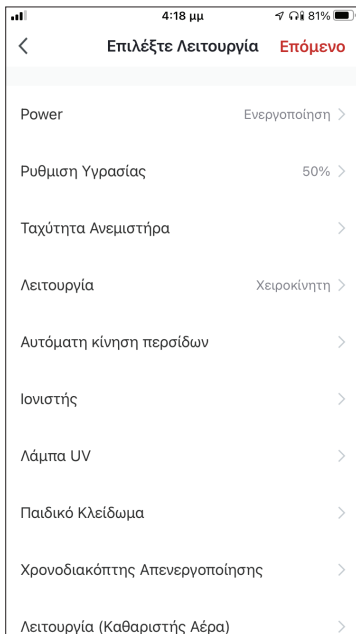 4:18 μμ 81%
Επιλέξτε Λειτουργία Επόμενο
Power Ενεργοποίηση
Ρυθμιση Υγρασίας 50%
Ταχύτητα Ανεμιστήρα
Λειτουργία Χειροκίνητη
Αυτόματη κίνηση περσίδων
Ιονιστής
Λάμπα UV
Παιδικό Κλείδωμα
Χρονοδιακόπτης Απενεργοποίησης
Λειτουργία (Καθαριστής Αέρα)